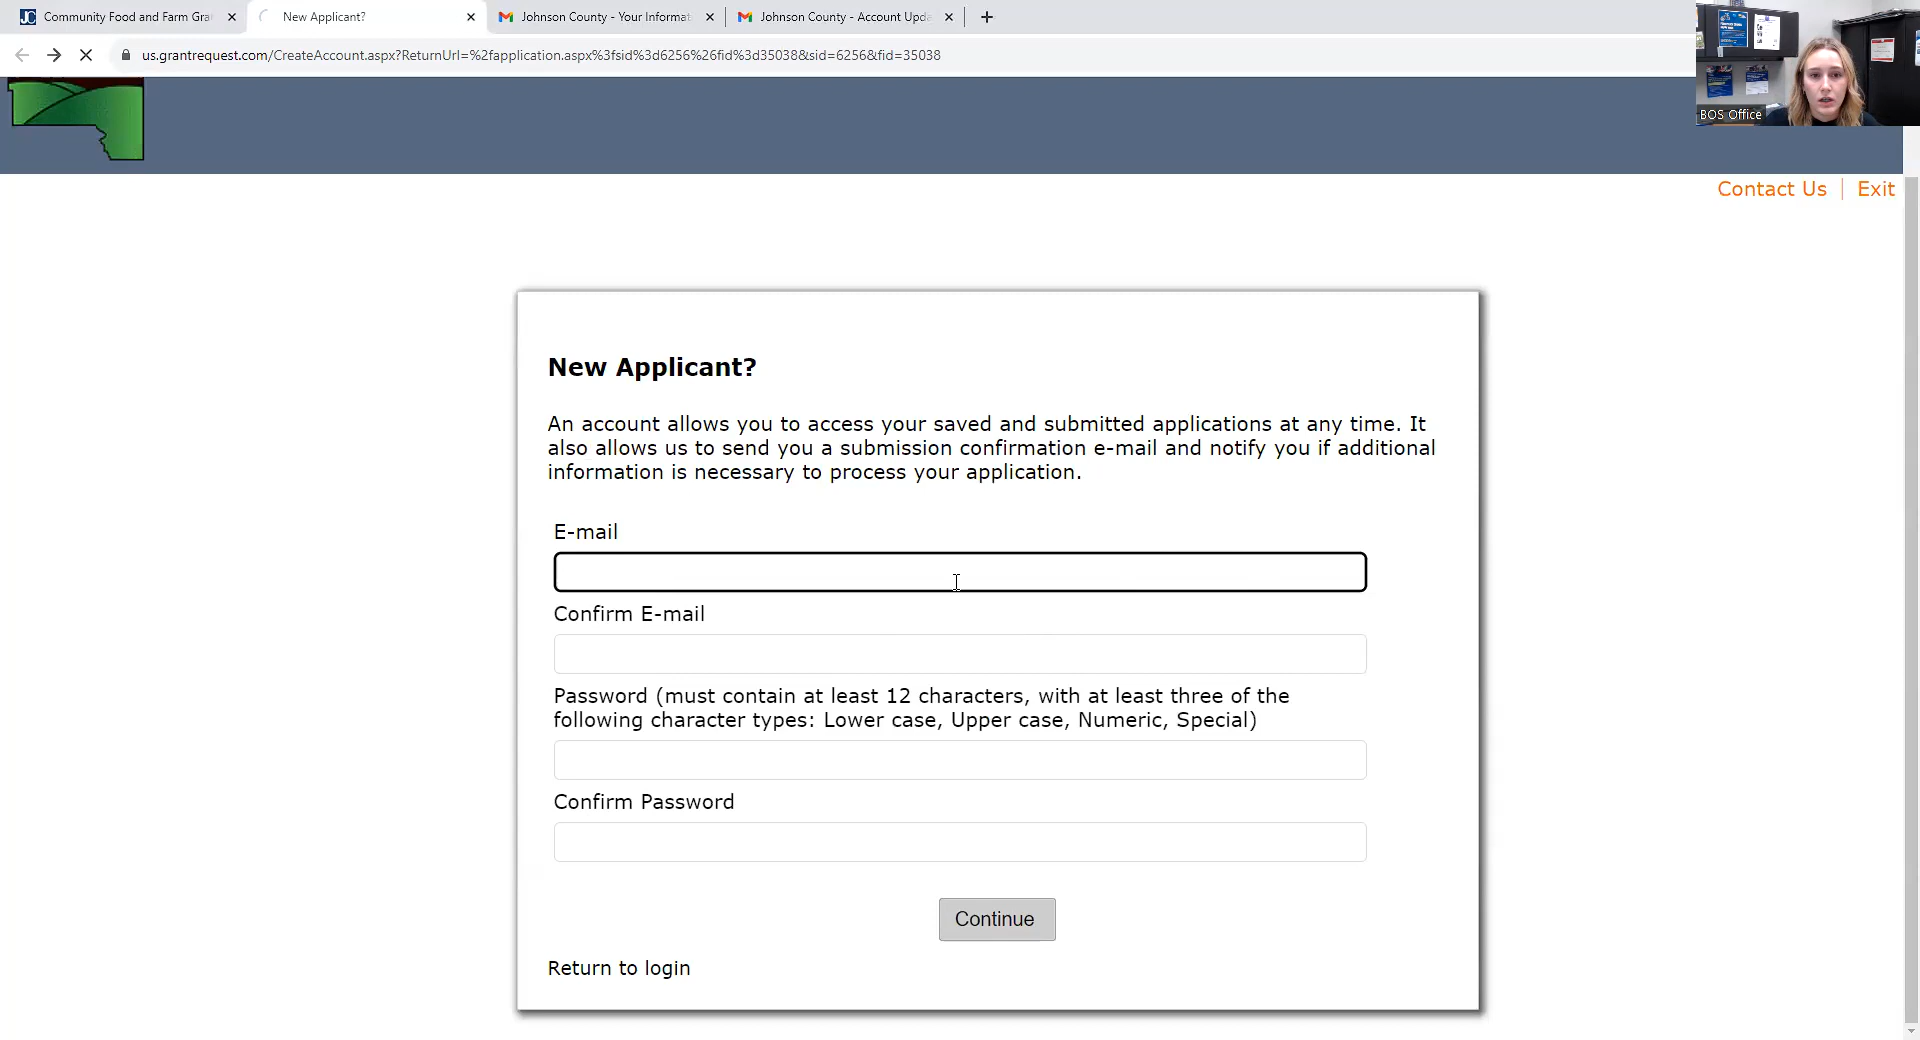 Community Food and Farm Gra
New Applicant?
Johnson County - Your Informat
Johnson County - Account Upda
us.grantrequest.com/CreateAccount.aspx?ReturnUrl=%2fapplication.aspx%3fsid%3d6256%26fid%3d35038&sid=6256&fid=35038
BOS Office
Contact Us | Exit
New Applicant?
An account allows you to access your saved and submitted applications at any time. It
also allows us to send you a submission confirmation e-mail and notify you if additional
information is necessary to process your application.
E-mail
Confirm E-mail
Password (must contain at least 12 characters, with at least three of the
following character types: Lower case, Upper case, Numeric, Special)
Confirm Password
Continue
Return to login